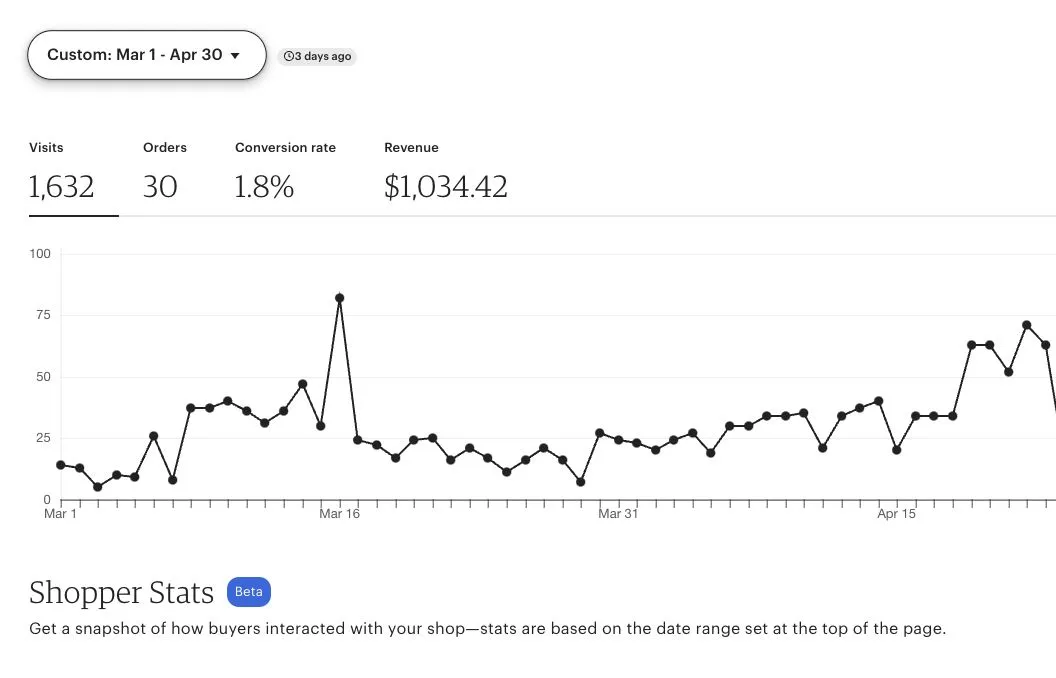 Custom: Mar 1 - Apr 30 ▼ 3 days ago
Visits Orders Conversion rate Revenue
1,632 30 1.8% $1,034.42
100
75
50
25
0
Mar 1 Mar 16 Mar 31 Apr 15
Shopper Stats Beta
Get a snapshot of how buyers interacted with your shop—stats are based on the date range set at the top of the page.